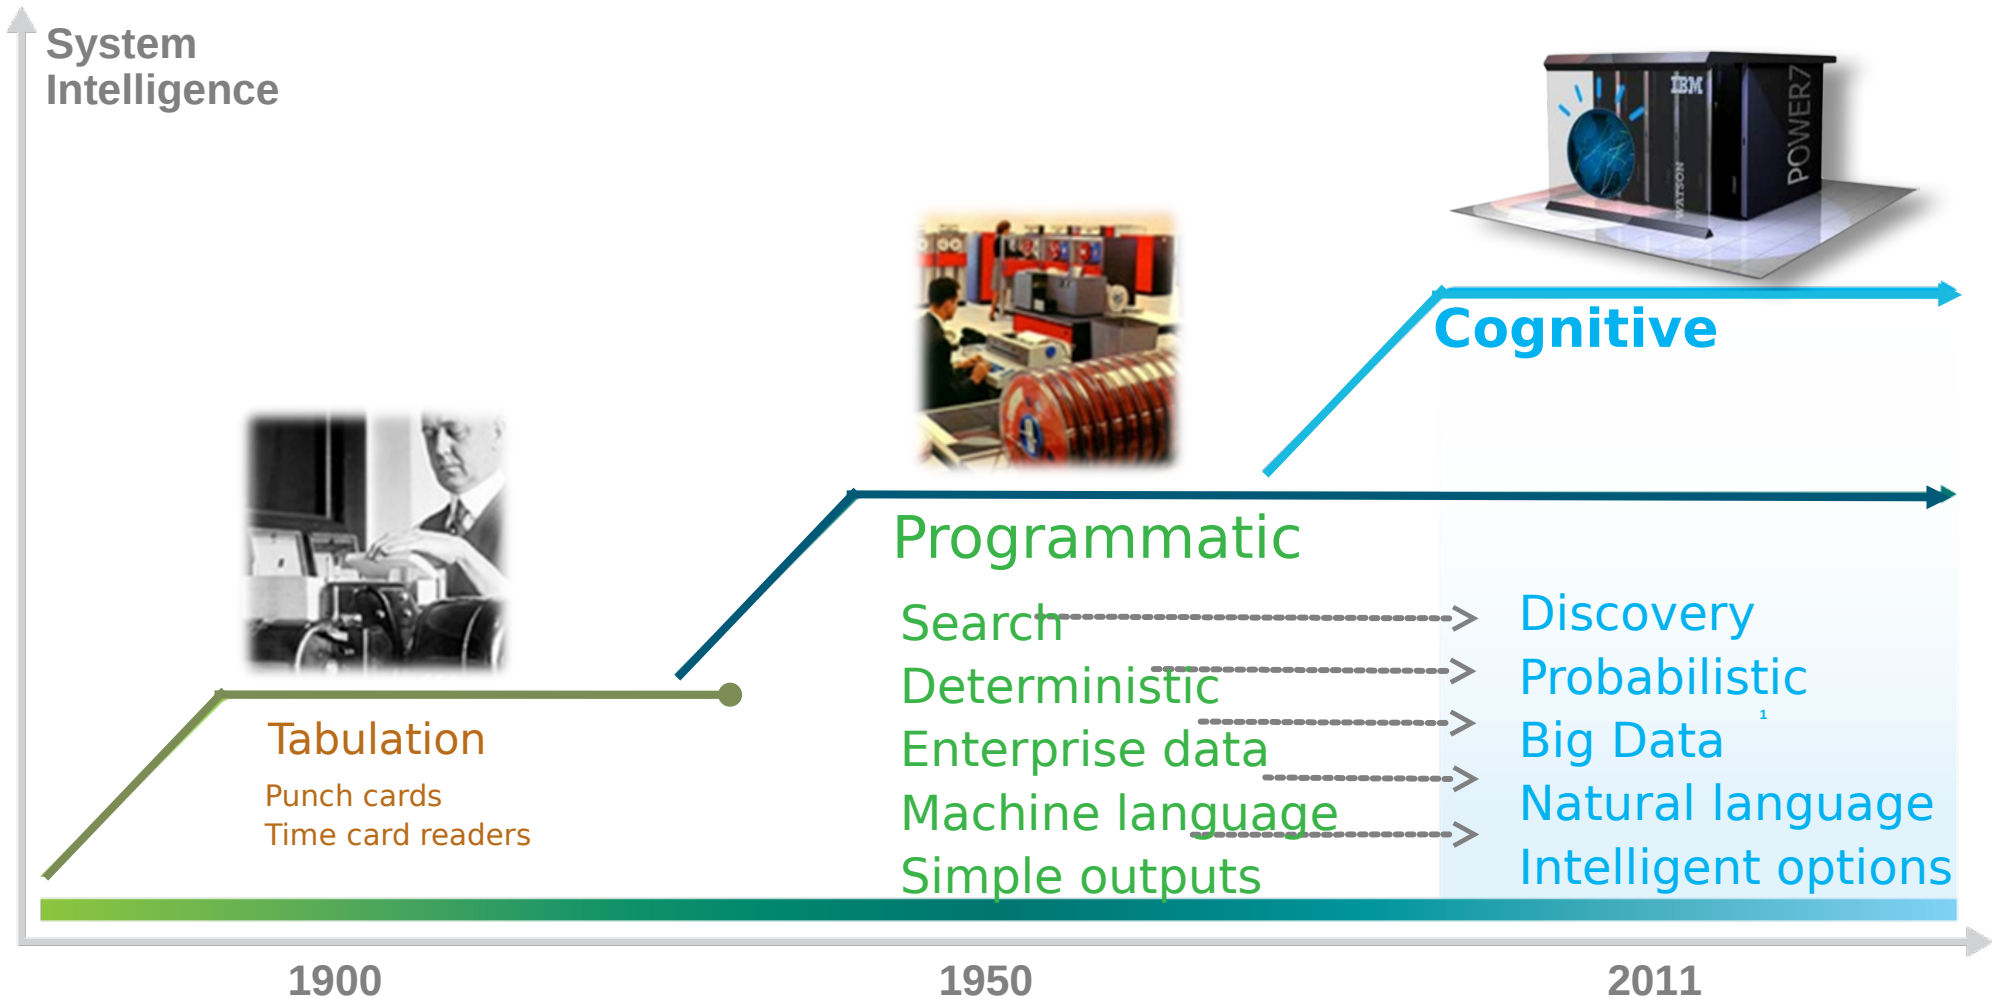 System
Intelligence
IBM
POWER7
WATSON
Cognitive
Programmatic
Search
Deterministic
Enterprise data
Machine language
Simple outputs
Discovery
Probabilistic
1
Big Data
Natural language
Intelligent options
Tabulation
Punch cards
Time card readers
1900
1950
2011